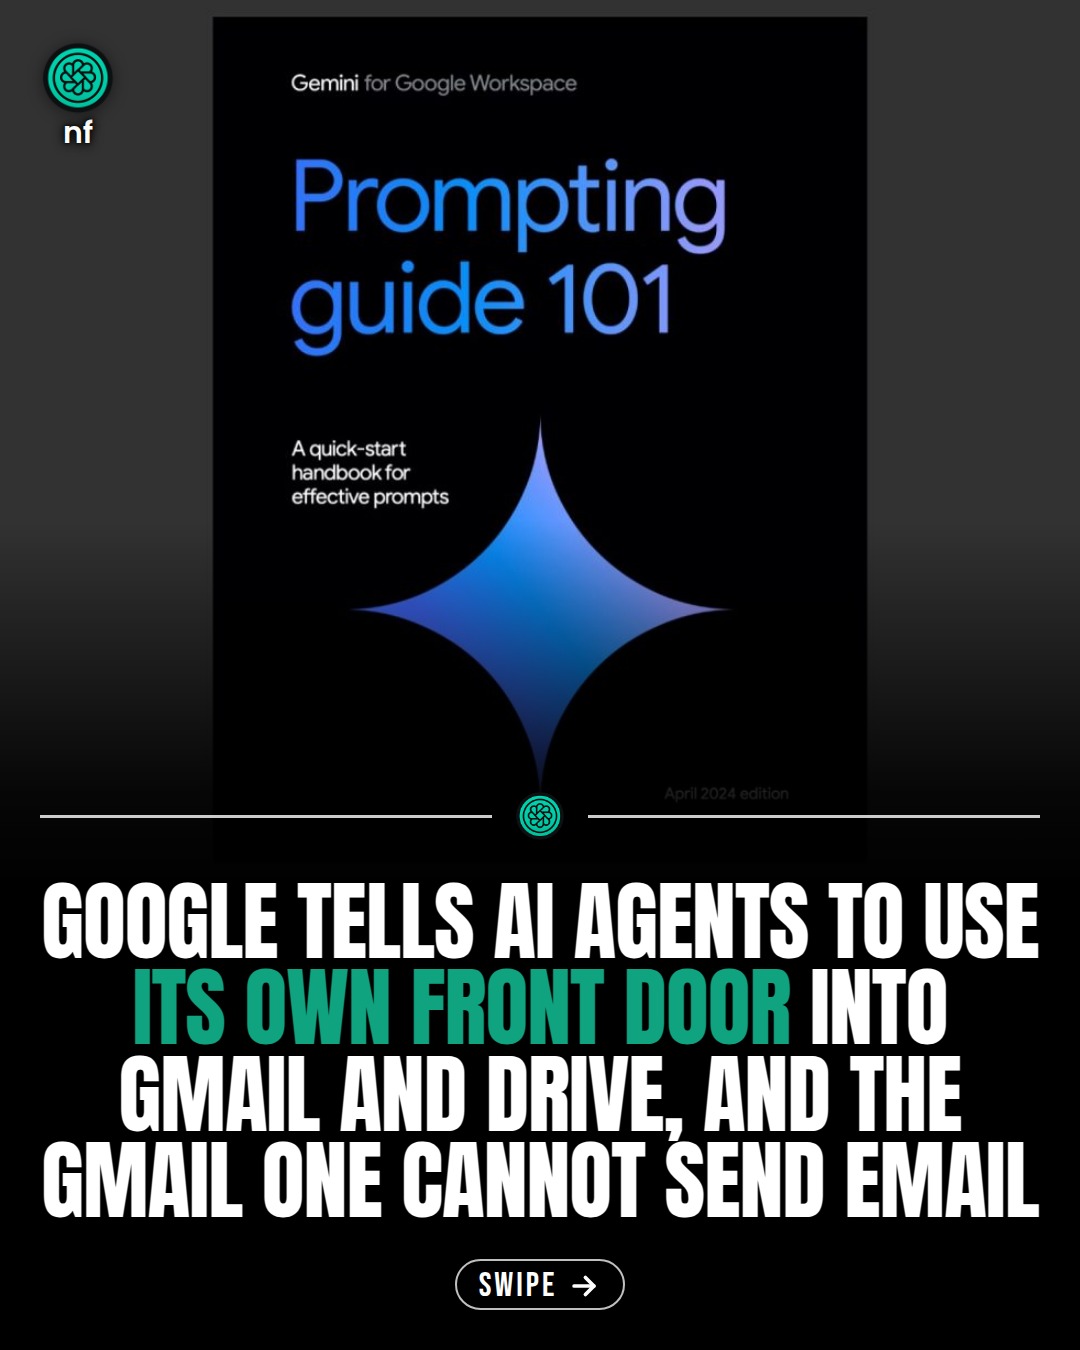 nf
Gemini for Google Workspace
Prompting
guide 101
A quick-start
handbook for
effective prompts
April 2024 edition
GOOGLE TELLS AI AGENTS TO USE
ITS OWN FRONT DOOR INTO
GMAIL AND DRIVE, AND THE
GMAIL ONE CANNOT SEND EMAIL
SWIPE →